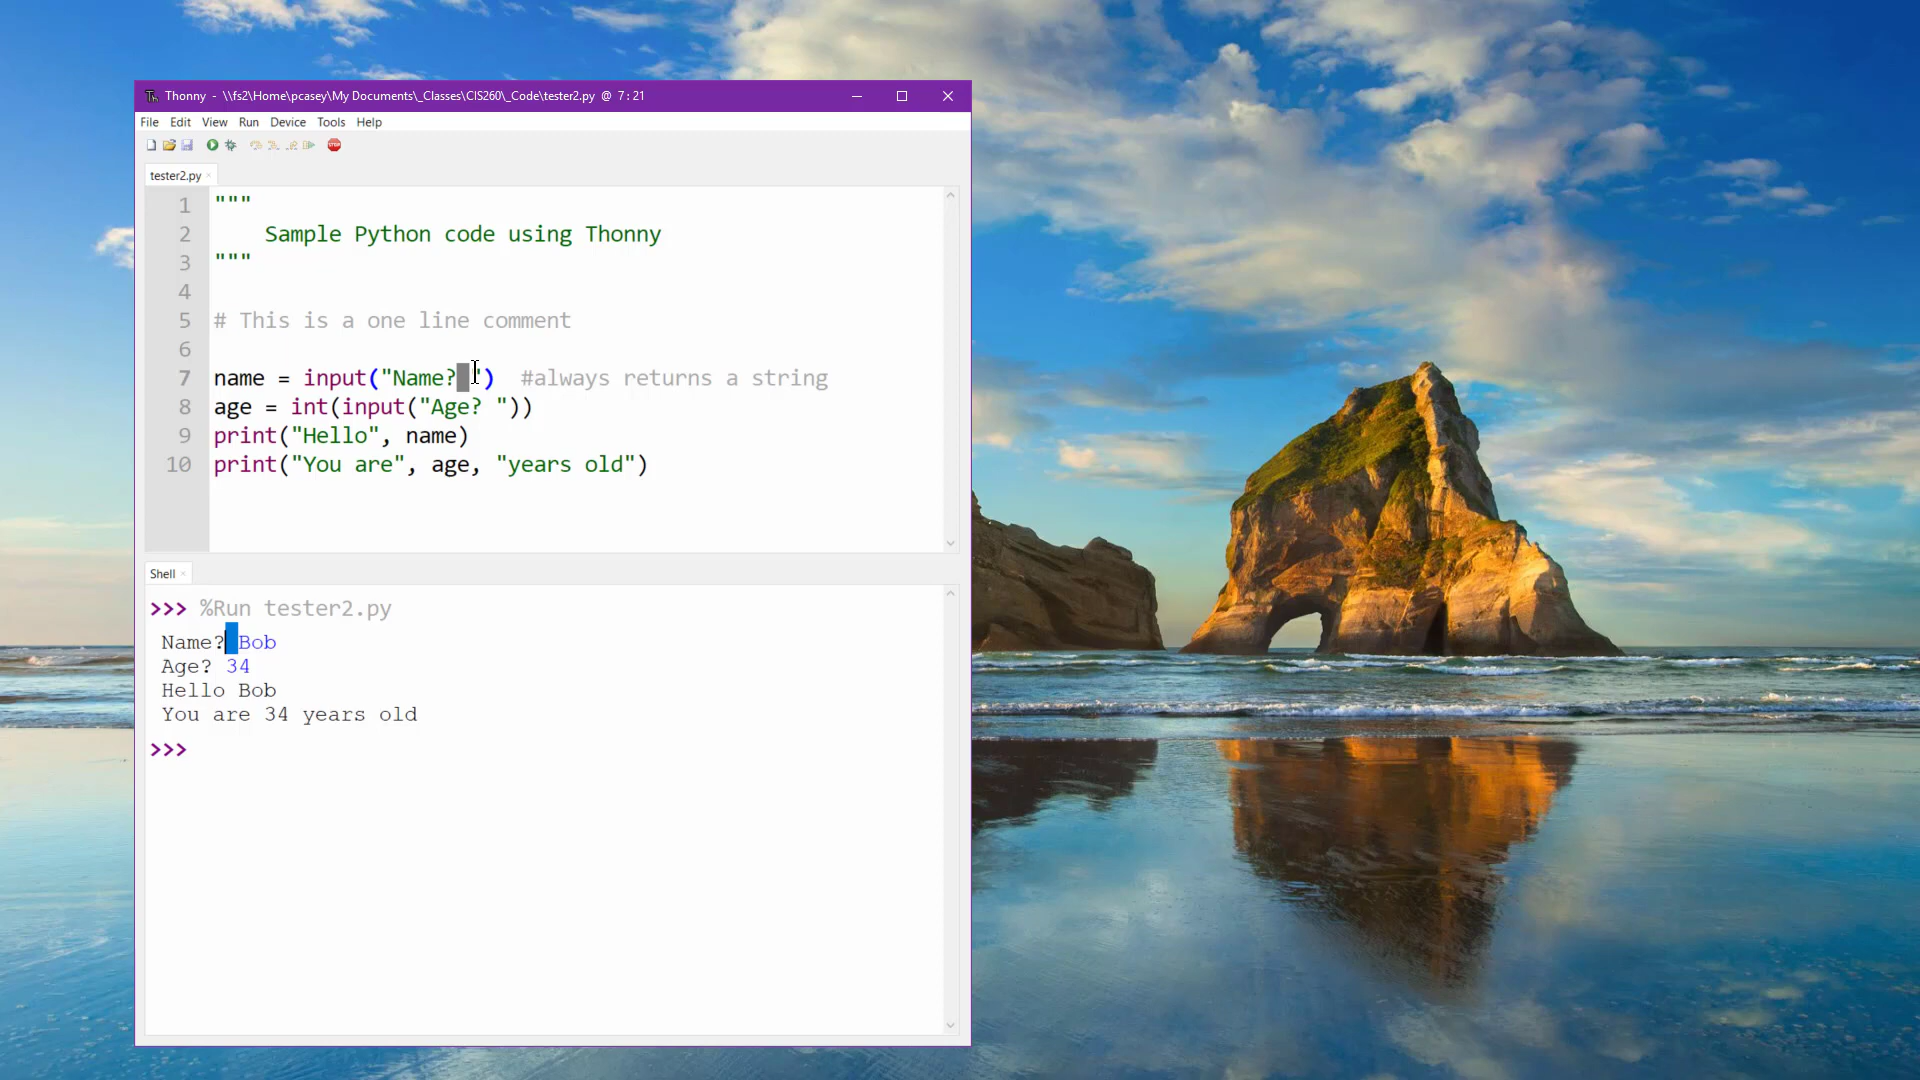 Thonny - \\fs2\Home\pcasey\My Documents\_Classes\CIS260\_Code\tester2.py @ 7:21
File Edit View Run Device Tools Help
STOP
tester2.py
1 """
2 Sample Python code using Thonny
3 """
4
5 # This is a one line comment
6
7 name = input("Name? ") #always returns a string
8 age = int(input("Age? "))
9 print("Hello", name)
10 print("You are", age, "years old")
Shell
>>> %Run tester2.py
Name? Bob
Age? 34
Hello Bob
You are 34 years old
>>>